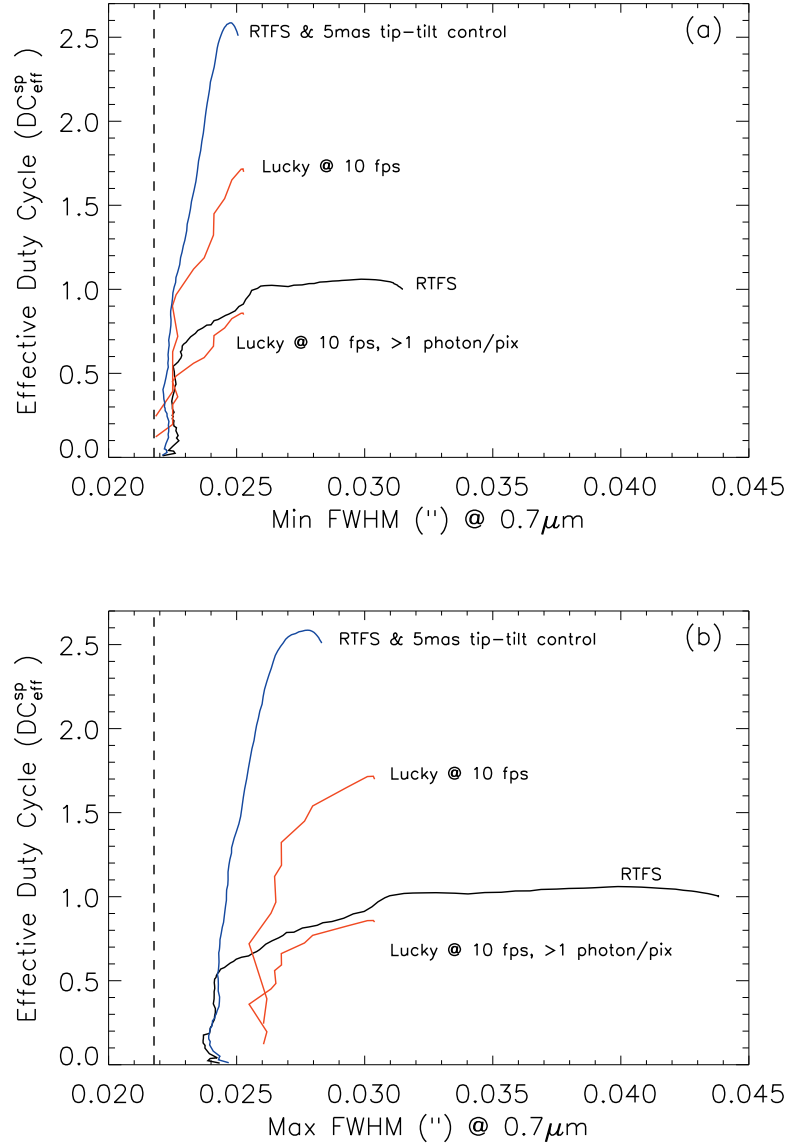 (a)
RTFS & 5mas tip-tilt control
Lucky @ 10 fps
RTFS
Lucky @ 10 fps, >1 photon/pix
Effective Duty Cycle (DC^sp_eff )
2.5
2.0
1.5
1.0
0.5
0.0
0.020 0.025 0.030 0.035 0.040 0.045
Min FWHM (") @ 0.7μm
(b)
RTFS & 5mas tip-tilt control
Lucky @ 10 fps
RTFS
Lucky @ 10 fps, >1 photon/pix
Effective Duty Cycle (DC^sp_eff )
2.5
2.0
1.5
1.0
0.5
0.0
0.020 0.025 0.030 0.035 0.040 0.045
Max FWHM (") @ 0.7μm